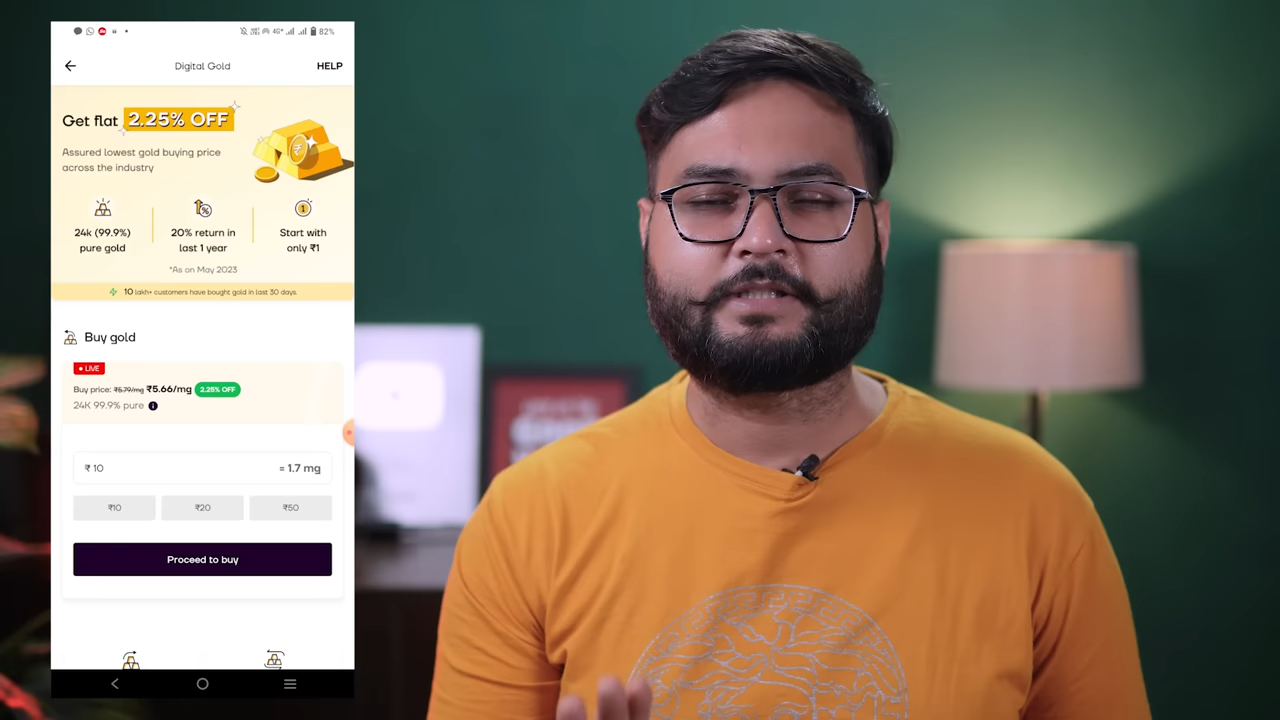 82%
Digital Gold
HELP
Get flat 2.25% OFF
Assured lowest gold buying price
across the industry
24k (99.9%)
pure gold
20% return in
last 1 year
Start with
only ₹1
*As on May 2023
10 lakh+ customers have bought gold in last 30 days.
Buy gold
LIVE
Buy price: ₹5.79/mg ₹5.66/mg 2.25% OFF
24K 99.9% pure
₹ 10 = 1.7 mg
₹10 ₹20 ₹50
Proceed to buy